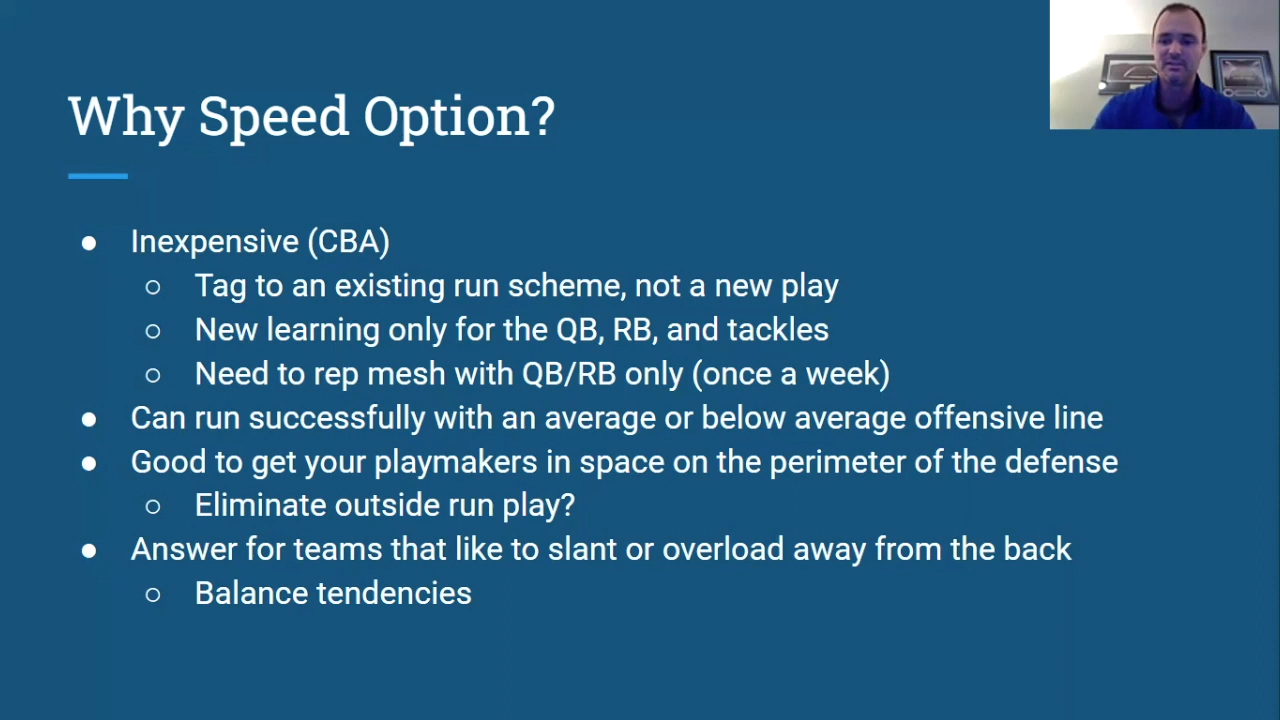 Why Speed Option?
● Inexpensive (CBA)
○ Tag to an existing run scheme, not a new play
○ New learning only for the QB, RB, and tackles
○ Need to rep mesh with QB/RB only (once a week)
● Can run successfully with an average or below average offensive line
● Good to get your playmakers in space on the perimeter of the defense
○ Eliminate outside run play?
● Answer for teams that like to slant or overload away from the back
○ Balance tendencies